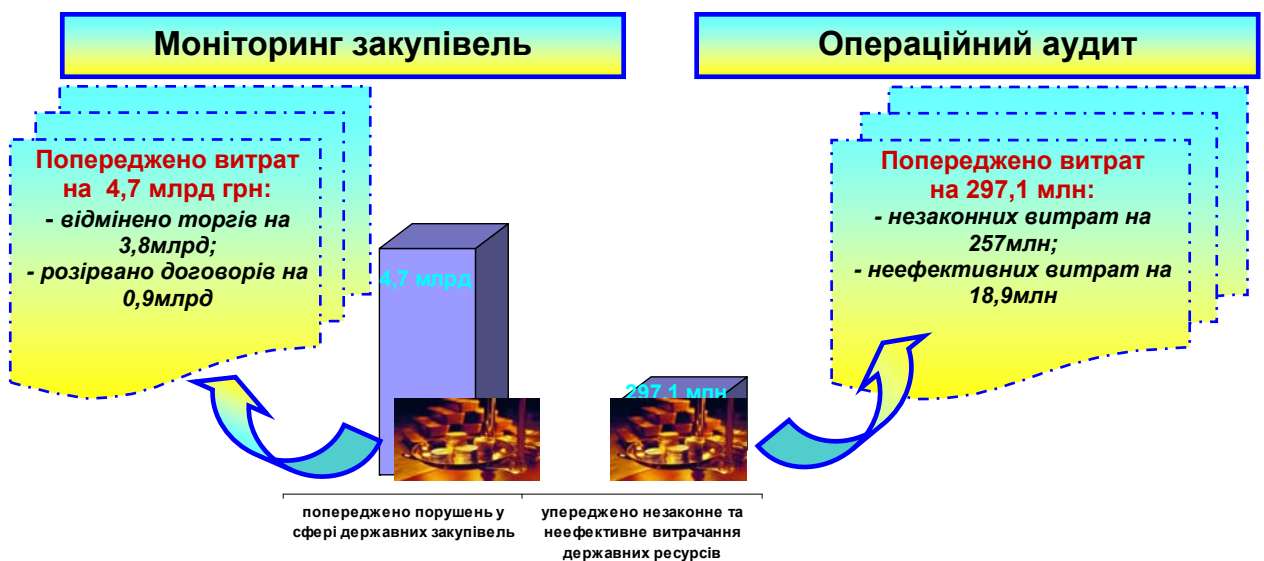 Моніторинг закупівель
Операційний аудит
Попереджено витрат
на 4,7 млрд грн:
- відмінено торгів на
3,8млрд;
- розірвано договорів на
0,9млрд
Попереджено витрат
на 297,1 млн:
- незаконних витрат на
257млн;
- неефективних витрат на
18,9млн
4,7 млрд
297,1 млн
попереджено порушень у
сфері державних закупівель
упереджено незаконне та
неефективне витрачання
державних ресурсів